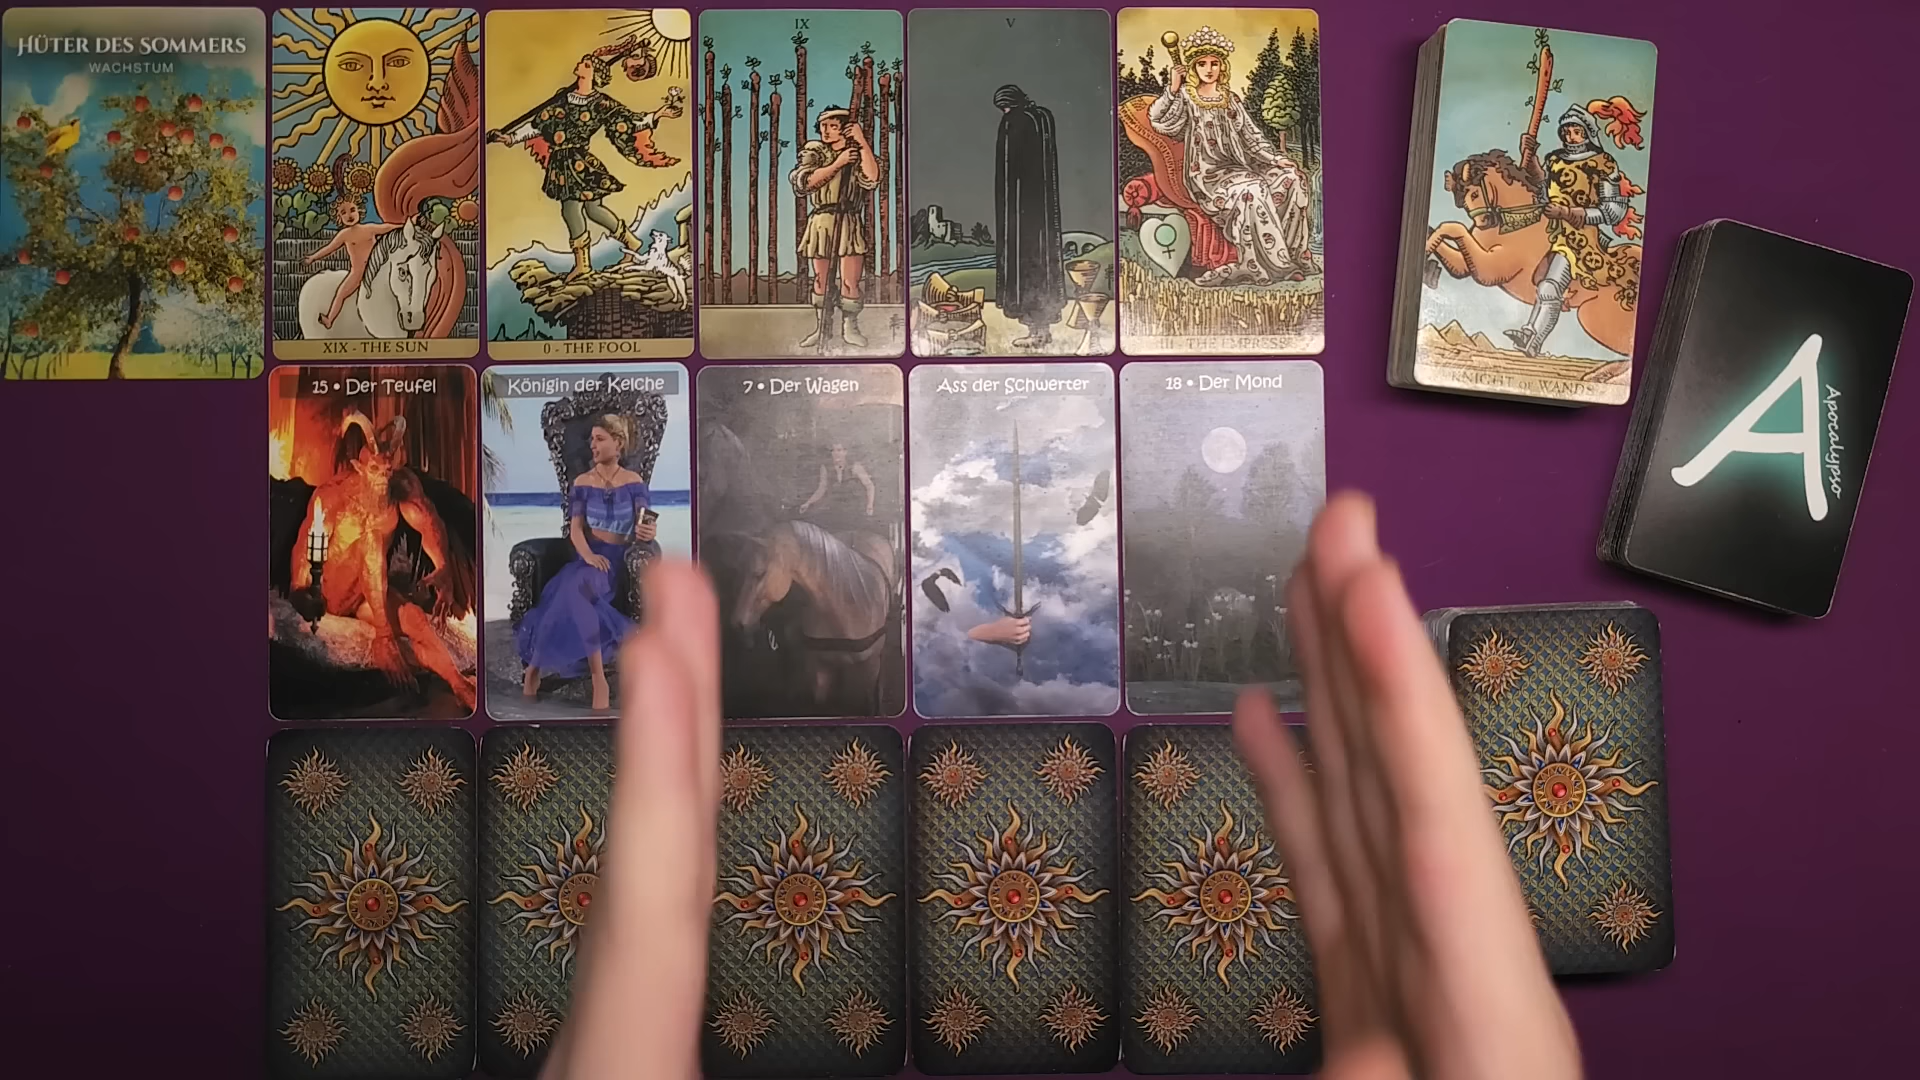 HÜTER DES SOMMERS
WACHSTUM
XIX - THE SUN
0 - THE FOOL
IX
V
III - THE EMPRESS
KNIGHT OF WANDS
15 • Der Teufel
Königin der Kelche
7 • Der Wagen
Ass der Schwerter
18 • Der Mond
A
Apocalypso